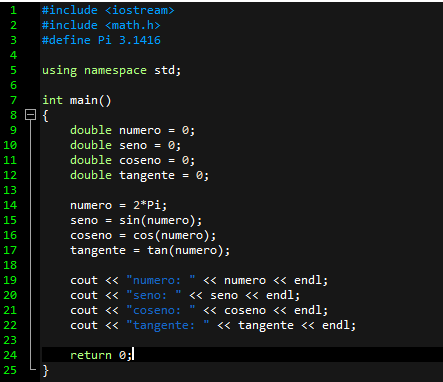 1 #include <iostream>
2 #include <math.h>
3 #define Pi 3.1416
4
5 using namespace std;
6
7 int main()
8 {
9     double numero = 0;
10     double seno = 0;
11     double coseno = 0;
12     double tangente = 0;
13
14     numero = 2*Pi;
15     seno = sin(numero);
16     coseno = cos(numero);
17     tangente = tan(numero);
18
19     cout << "numero: " << numero << endl;
20     cout << "seno: " << seno << endl;
21     cout << "coseno: " << coseno << endl;
22     cout << "tangente: " << tangente << endl;
23
24     return 0;
25 }